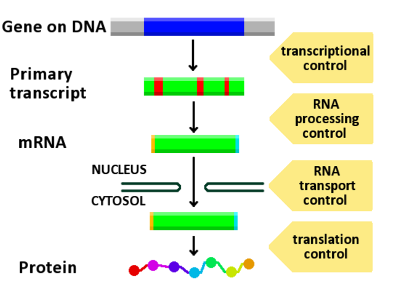 Gene on DNA
transcriptional
control
Primary
transcript
RNA
processing
control
mRNA
NUCLEUS
CYTOSOL
RNA
transport
control
translation
control
Protein